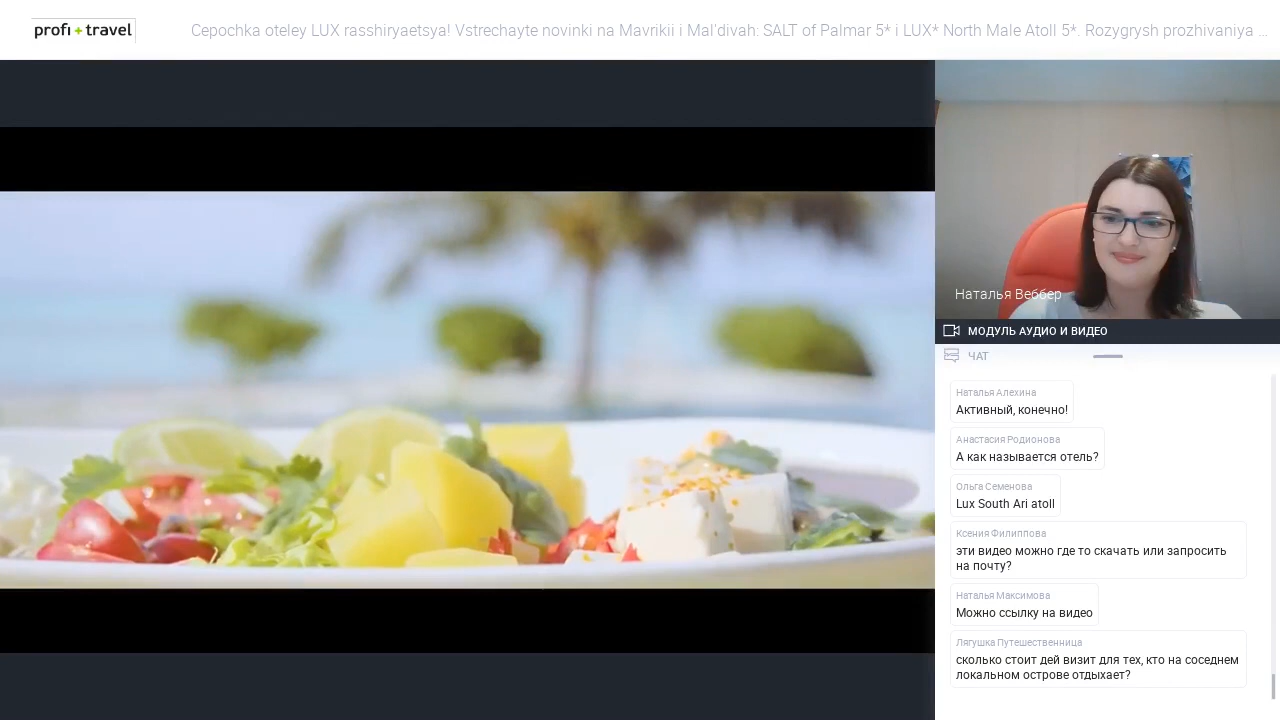 profi + travel
Cepochka oteley LUX rasshiryaetsya! Vstrechayte novinki na Mavrikii i Mal'divah: SALT of Palmar 5* i LUX* North Male Atoll 5*. Rozygrysh prozhivaniya ...
Наталья Веббер
МОДУЛЬ АУДИО И ВИДЕО
ЧАТ
Наталья Алехина
Активный, конечно!
Анастасия Родионова
А как называется отель?
Ольга Семенова
Lux South Ari atoll
Ксения Филиппова
эти видео можно где то скачать или запросить
на почту?
Наталья Максимова
Можно ссылку на видео
Лягушка Путешественница
сколько стоит дей визит для тех, кто на соседнем
локальном острове отдыхает?